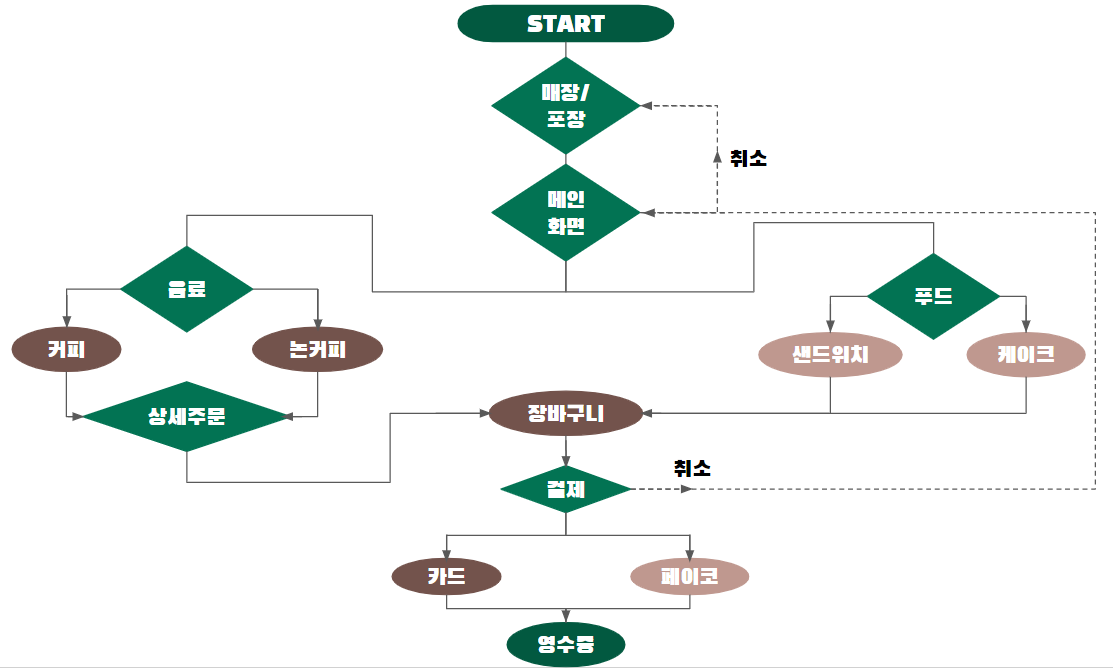 START
매장/
포장
취소
메인
화면
음료
푸드
커피
논커피
샌드위치
케이크
상세주문
장바구니
취소
결제
카드
페이코
영수증